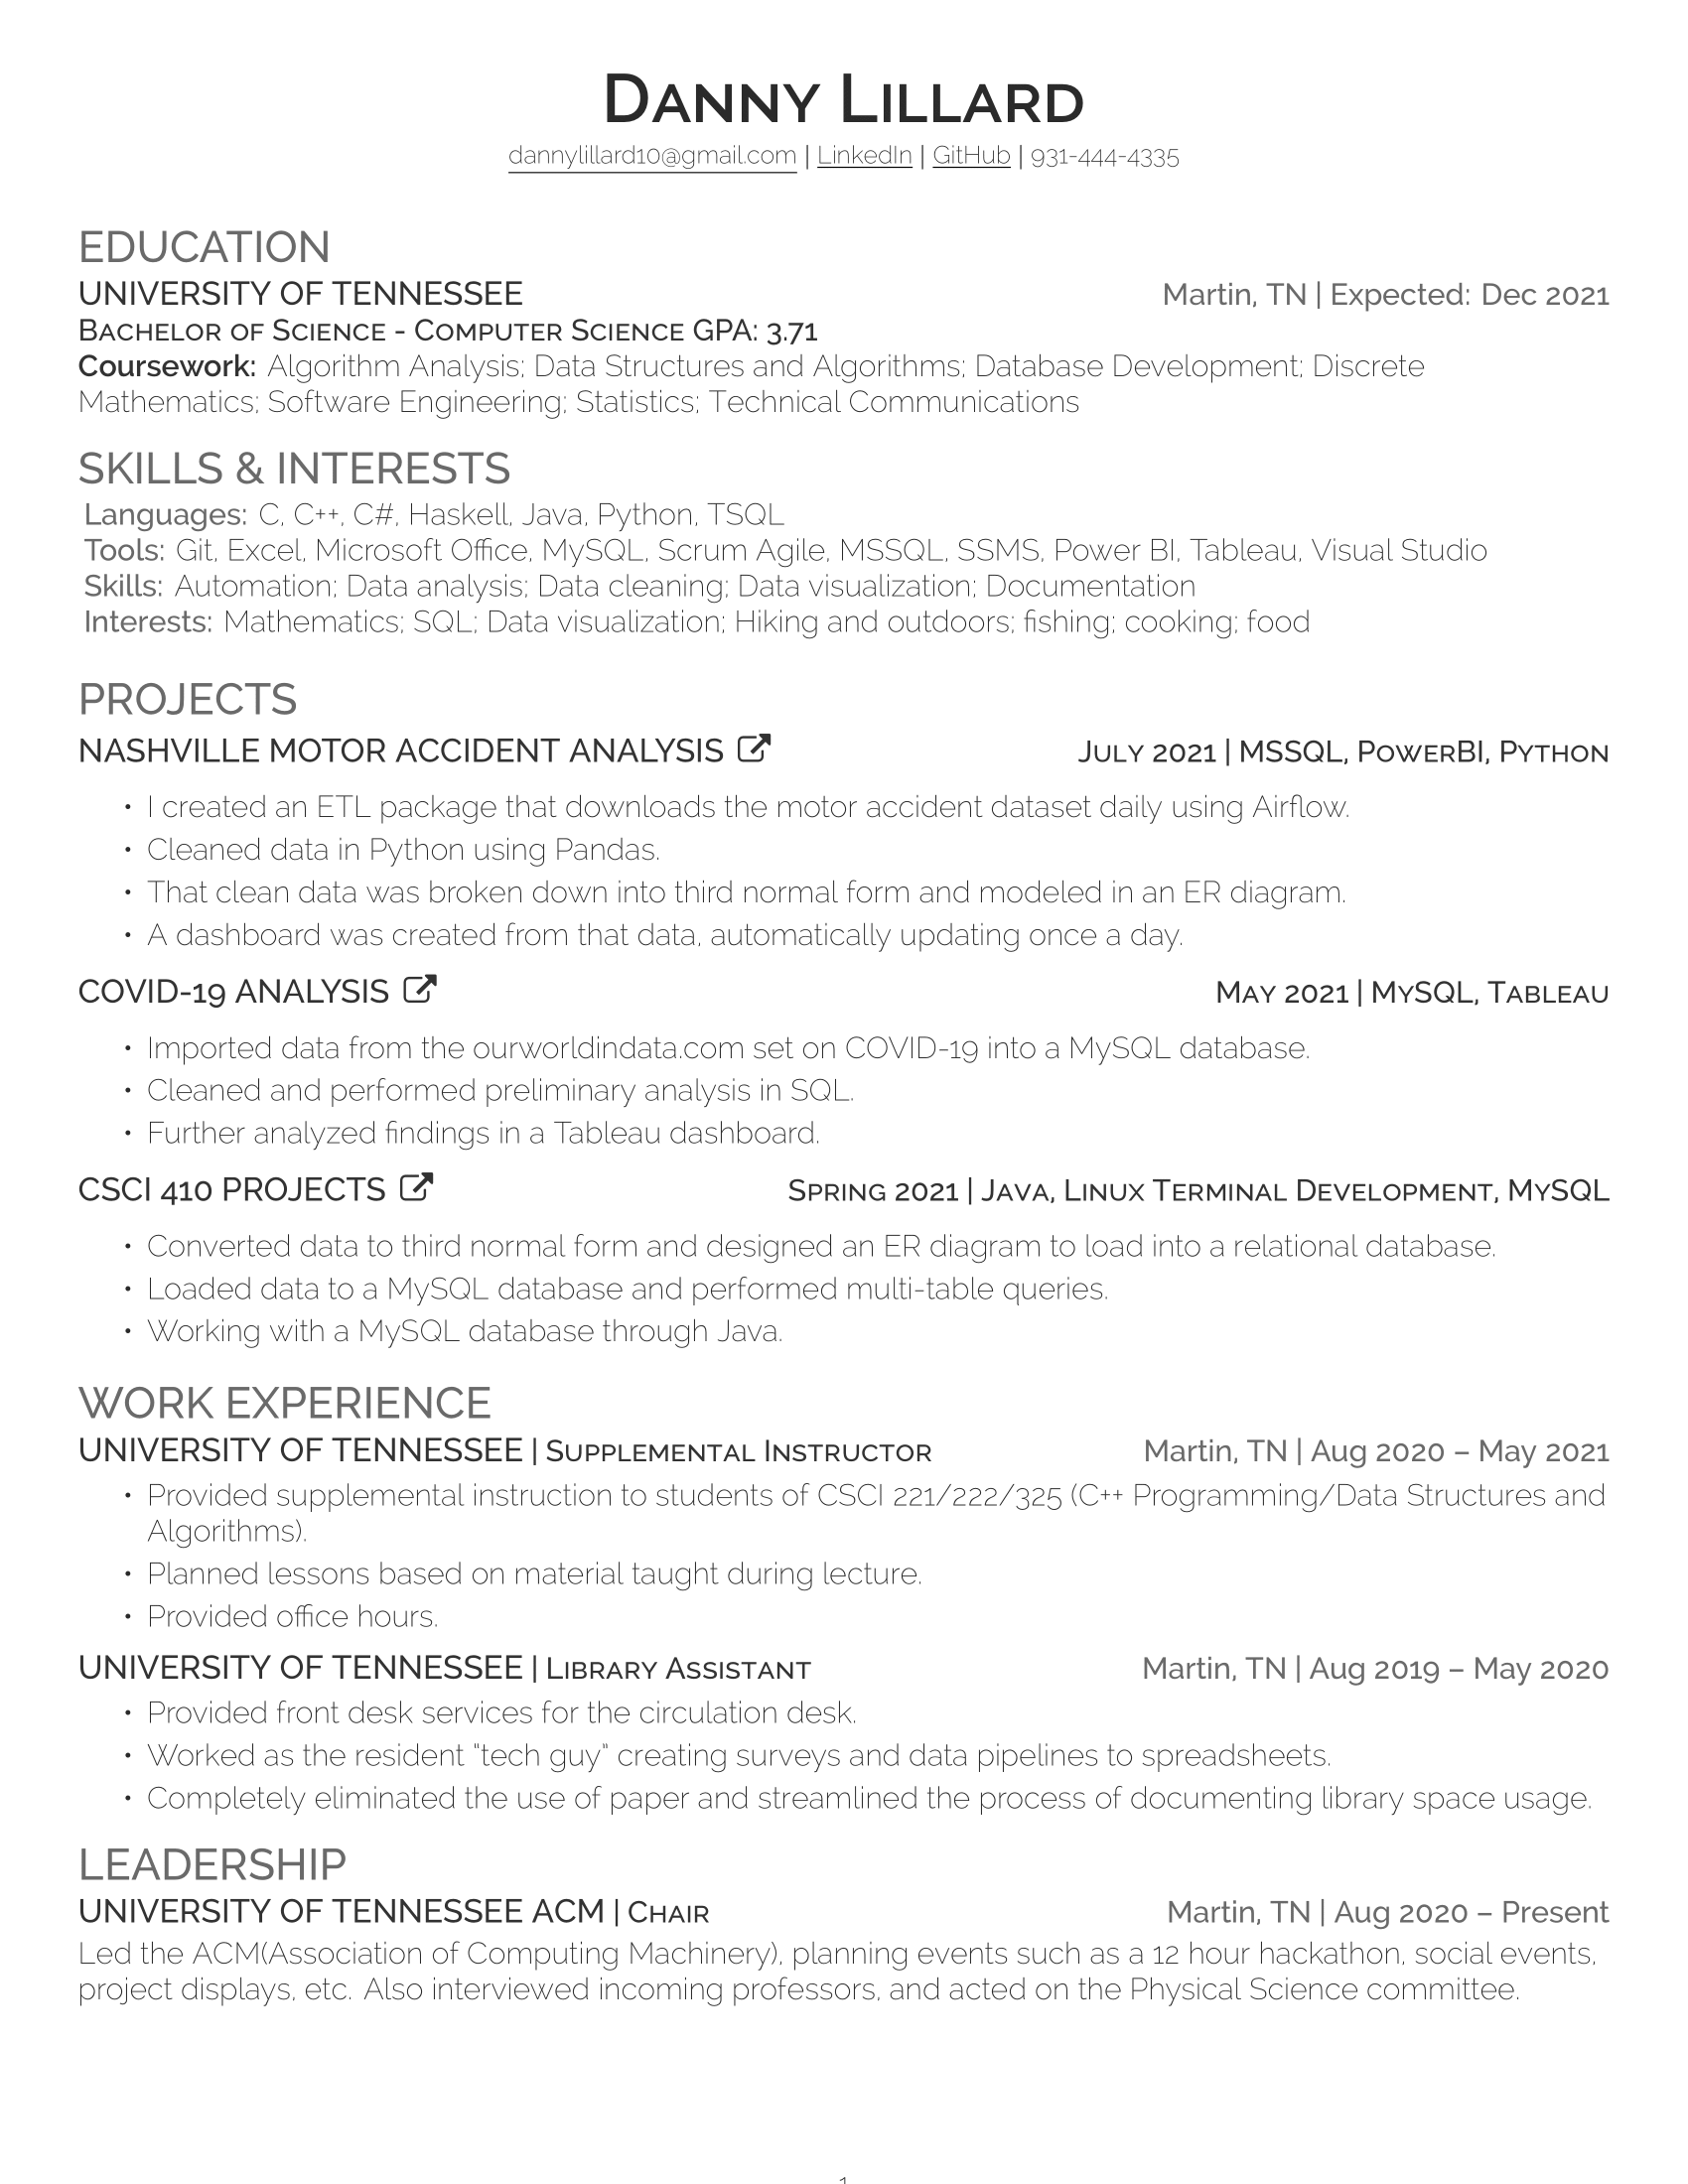 Danny Lillard
dannylillard10@gmail.com | LinkedIn | GitHub | 931-444-4335
EDUCATION
UNIVERSITY OF TENNESSEE Martin, TN | Expected: Dec 2021
Bachelor of Science - Computer Science GPA: 3.71
Coursework: Algorithm Analysis; Data Structures and Algorithms; Database Development; Discrete
Mathematics; Software Engineering; Statistics; Technical Communications
SKILLS & INTERESTS
Languages: C, C++, C#, Haskell, Java, Python, TSQL
Tools: Git, Excel, Microsoft Office, MySQL, Scrum Agile, MSSQL, SSMS, Power BI, Tableau, Visual Studio
Skills: Automation; Data analysis; Data cleaning; Data visualization; Documentation
Interests: Mathematics; SQL; Data visualization; Hiking and outdoors; fishing; cooking; food
PROJECTS
NASHVILLE MOTOR ACCIDENT ANALYSIS July 2021 | MSSQL, PowerBI, Python
• I created an ETL package that downloads the motor accident dataset daily using Airflow.
• Cleaned data in Python using Pandas.
• That clean data was broken down into third normal form and modeled in an ER diagram.
• A dashboard was created from that data, automatically updating once a day.
COVID-19 ANALYSIS May 2021 | MySQL, Tableau
• Imported data from the ourworldindata.com set on COVID-19 into a MySQL database.
• Cleaned and performed preliminary analysis in SQL.
• Further analyzed findings in a Tableau dashboard.
CSCI 410 PROJECTS Spring 2021 | Java, Linux Terminal Development, MySQL
• Converted data to third normal form and designed an ER diagram to load into a relational database.
• Loaded data to a MySQL database and performed multi-table queries.
• Working with a MySQL database through Java.
WORK EXPERIENCE
UNIVERSITY OF TENNESSEE | Supplemental Instructor Martin, TN | Aug 2020 – May 2021
• Provided supplemental instruction to students of CSCI 221/222/325 (C++ Programming/Data Structures and
Algorithms).
• Planned lessons based on material taught during lecture.
• Provided office hours.
UNIVERSITY OF TENNESSEE | Library Assistant Martin, TN | Aug 2019 – May 2020
• Provided front desk services for the circulation desk.
• Worked as the resident "tech guy" creating surveys and data pipelines to spreadsheets.
• Completely eliminated the use of paper and streamlined the process of documenting library space usage.
LEADERSHIP
UNIVERSITY OF TENNESSEE ACM | Chair Martin, TN | Aug 2020 – Present
Led the ACM(Association of Computing Machinery), planning events such as a 12 hour hackathon, social events,
project displays, etc. Also interviewed incoming professors, and acted on the Physical Science committee.
1